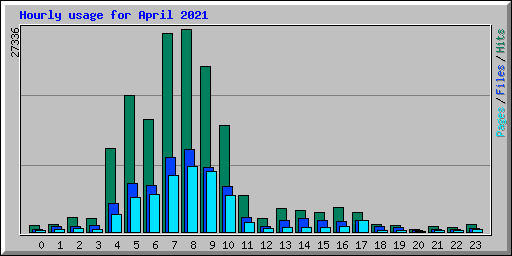 Hourly usage for April 2021
27336
Pages / Files / Hits
0 1 2 3 4 5 6 7 8 9 10 11 12 13 14 15 16 17 18 19 20 21 22 23